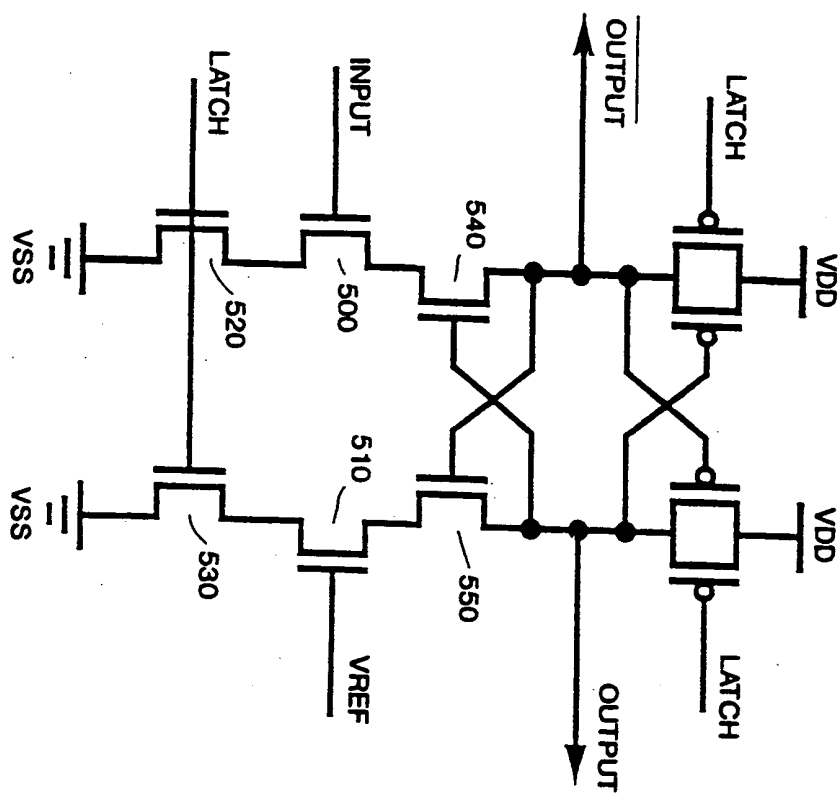 VDD
VDD
LATCH
LATCH
OUTPUT
OUTPUT
540
550
INPUT
500
510
VREF
LATCH
520
530
VSS
VSS